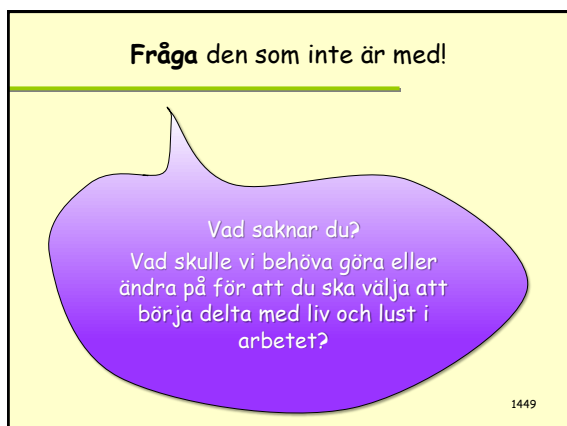 Fråga den som inte är med!
Vad saknar du?
Vad skulle vi behöva göra eller
ändra på för att du ska välja att
börja delta med liv och lust i
arbetet?
1449